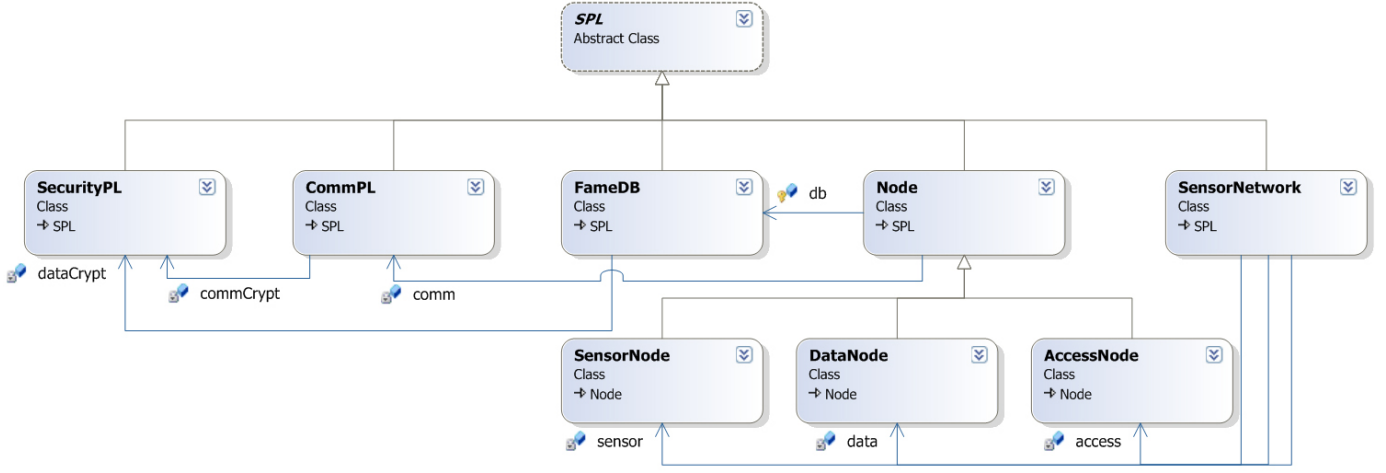 SPL
Abstract Class
SecurityPL
Class
SPL
CommPL
Class
SPL
FameDB
Class
SPL
db
Node
Class
SPL
SensorNetwork
Class
SPL
dataCrypt
commCrypt
comm
SensorNode
Class
Node
DataNode
Class
Node
AccessNode
Class
Node
sensor
data
access